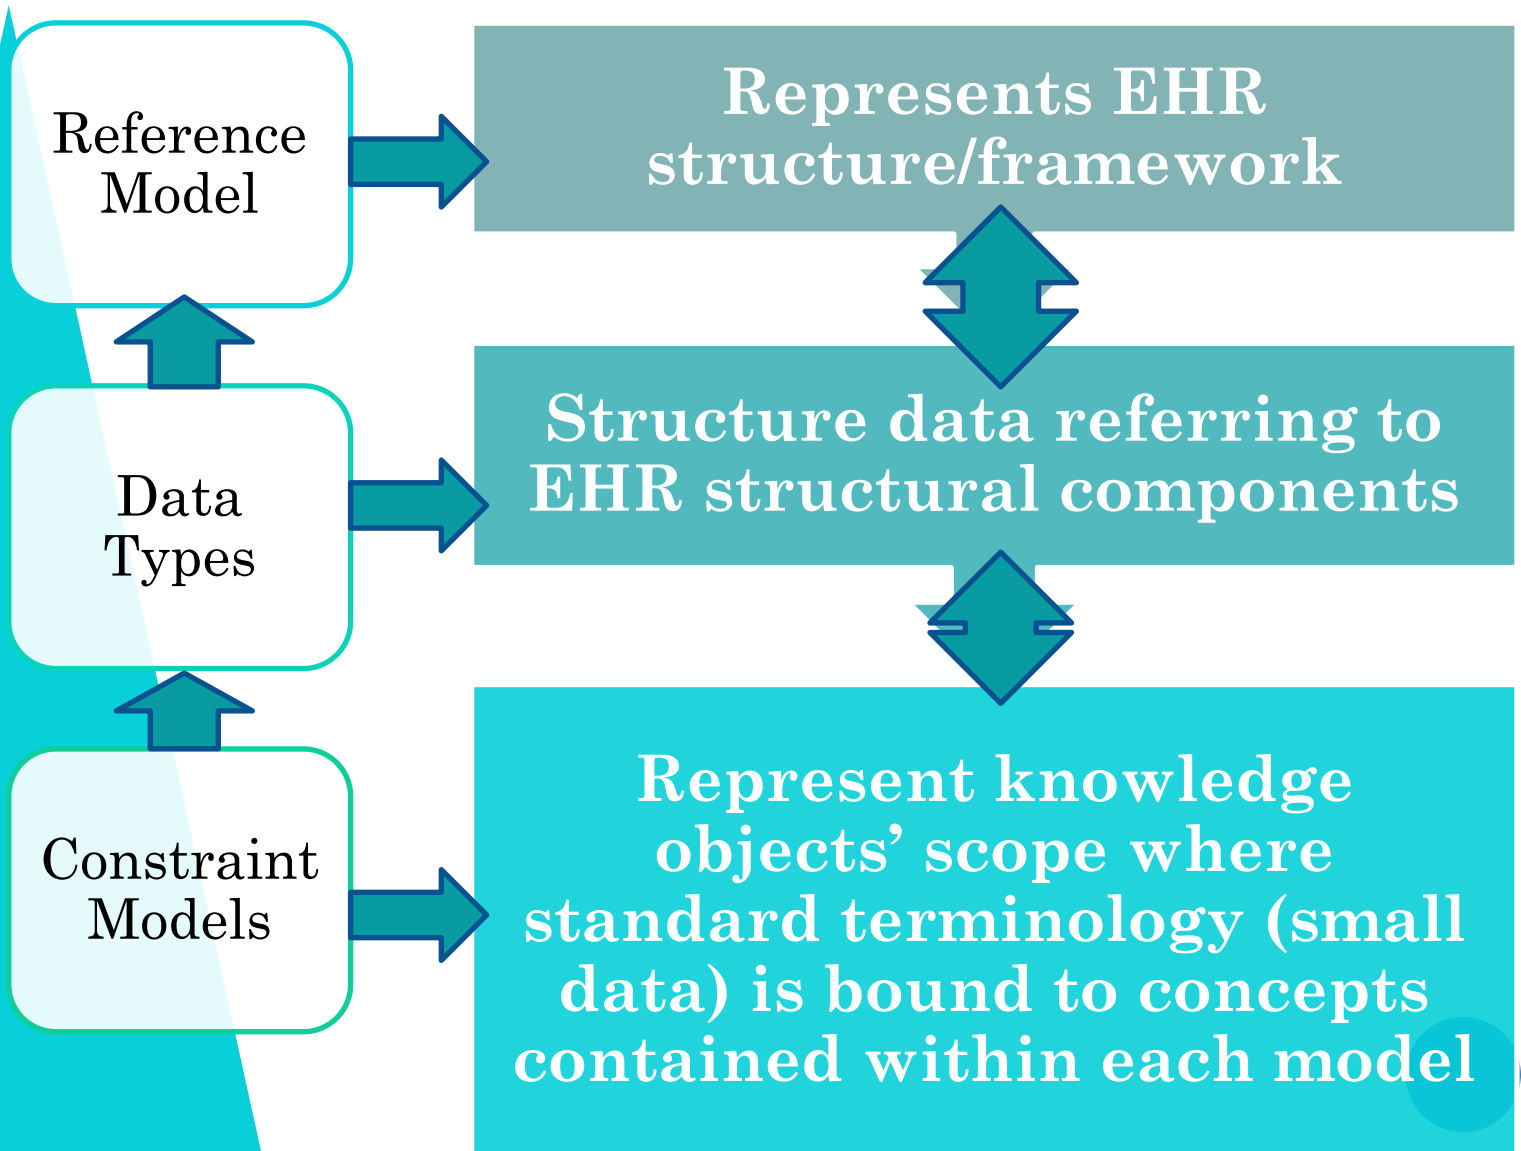 Reference
Model
Represents EHR
structure/framework
Data
Types
Structure data referring to
EHR structural components
Constraint
Models
Represent knowledge
objects’ scope where
standard terminology (small
data) is bound to concepts
contained within each model